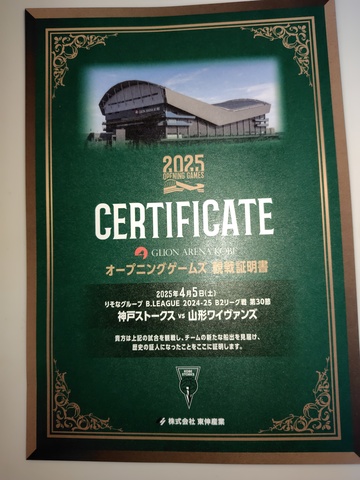 2025
OPENING GAMES
CERTIFICATE
GLION ARENA KOBE
オープニングゲームズ 観戦証明書
2025年4月5日(土)
りそなグループ B.LEAGUE 2024-25 B2リーグ戦 第30節
神戸ストークス vs 山形ワイヴァンズ
貴方は上記の試合を観戦し、チームの新たな船出を見届け、
歴史の証人になったことをここに証明します。
株式会社 東伸産業